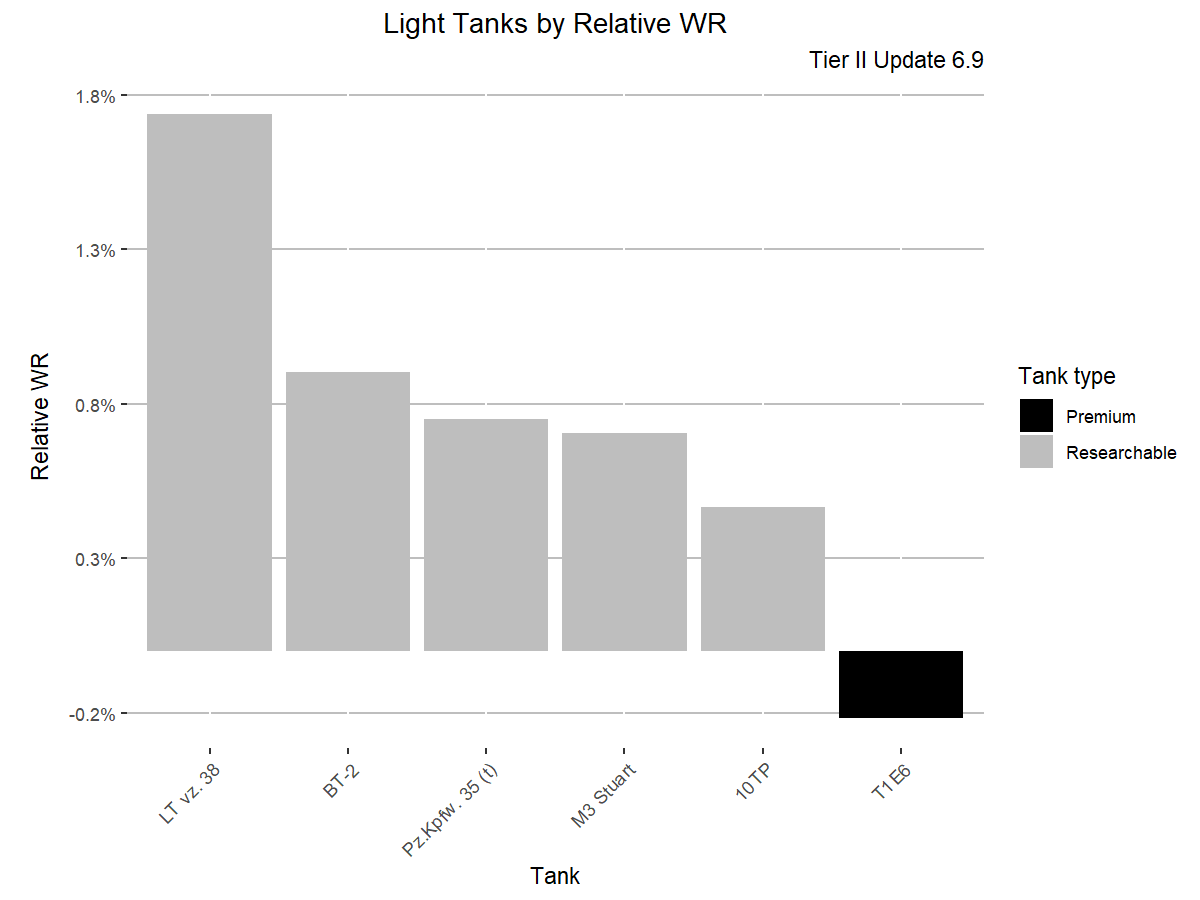 Light Tanks by Relative WR
Tier II Update 6.9
1.8%
1.3%
0.8%
0.3%
-0.2%
Relative WR
LT vz. 38
BT-2
Pz.Kpfw. 35 (t)
M3 Stuart
10TP
T1E6
Tank
Tank type
Premium
Researchable